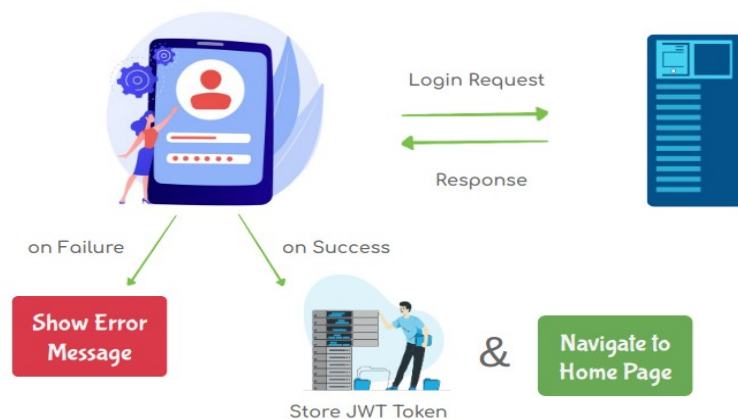 Login Request
Response
on Failure
on Success
Show Error
Message
&
Navigate to
Home Page
Store JWT Token